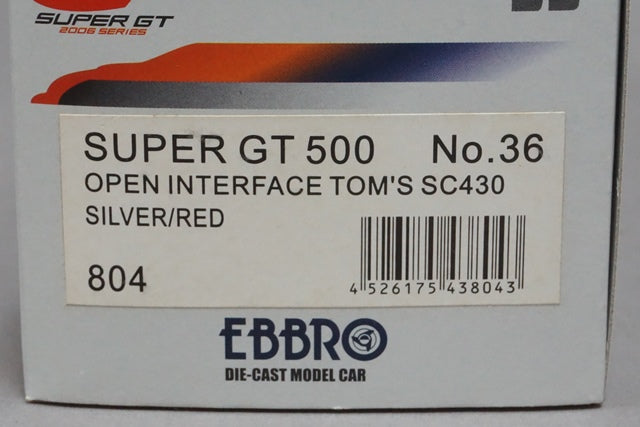 SUPER GT
2006 SERIES
SUPER GT 500 No.36
OPEN INTERFACE TOM'S SC430
SILVER/RED
804
4 526175 438043
EBBRO
DIE-CAST MODEL CAR